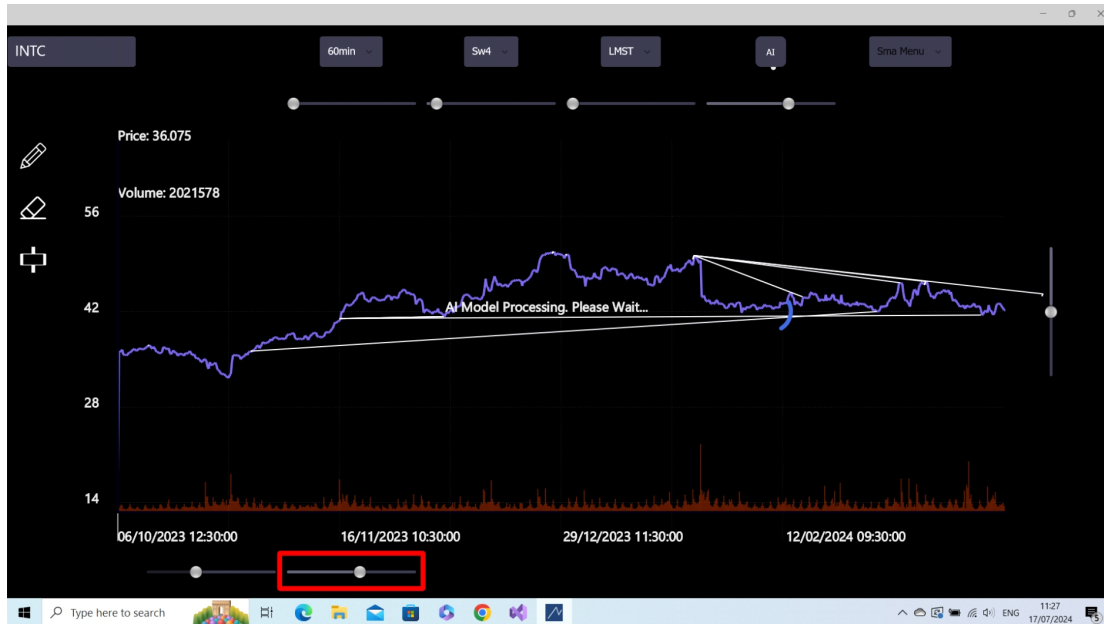 INTC
60min
Sw4
LMST
AI
Sma Menu
Price: 36.075
Volume: 2021578
56
AI Model Processing. Please Wait...
42
28
14
06/10/2023 12:30:00
16/11/2023 10:30:00
29/12/2023 11:30:00
12/02/2024 09:30:00
Type here to search
ENG
11:27
17/07/2024
5